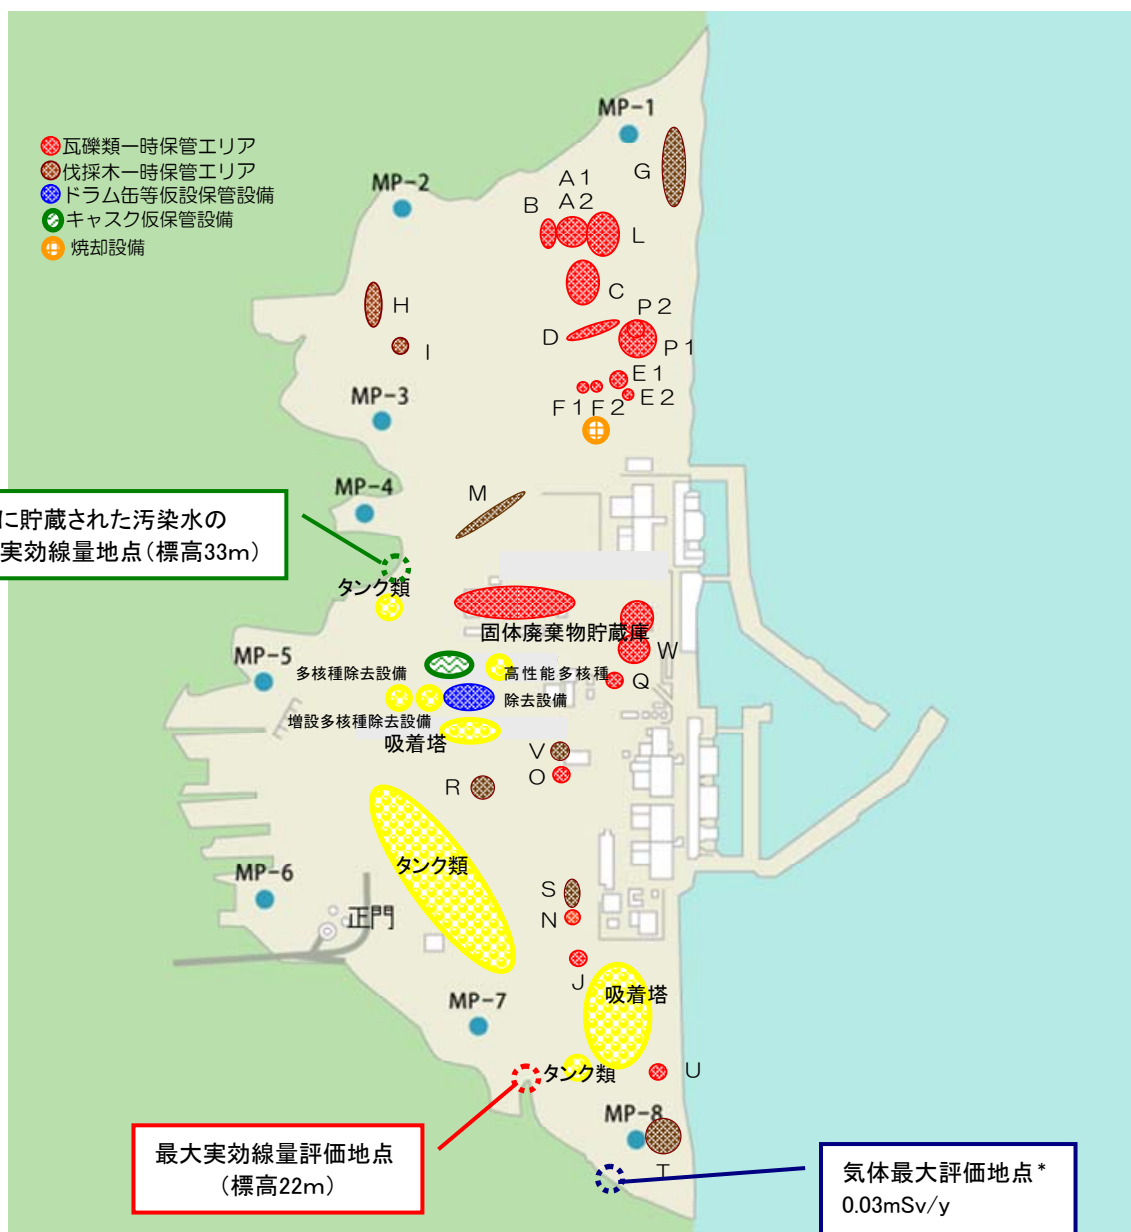 MP-1
瓦礫類一時保管エリア
伐採木一時保管エリア
ドラム缶等仮設保管設備
キャスク仮保管設備
焼却設備
G
A1
A2
MP-2
B
L
C
H
P2
D
P1
I
E1
E2
MP-3
F1 F2
MP-4
M
に貯蔵された汚染水の
実効線量地点(標高33m)
タンク類
固体廃棄物貯蔵庫
W
MP-5
多核種除去設備
高性能多核種
除去設備
Q
増設多核種除去設備
吸着塔
V
O
R
タンク類
MP-6
正門
S
N
J
吸着塔
MP-7
タンク類
U
MP-8
T
最大実効線量評価地点
(標高22m)
気体最大評価地点*
0.03mSv/y